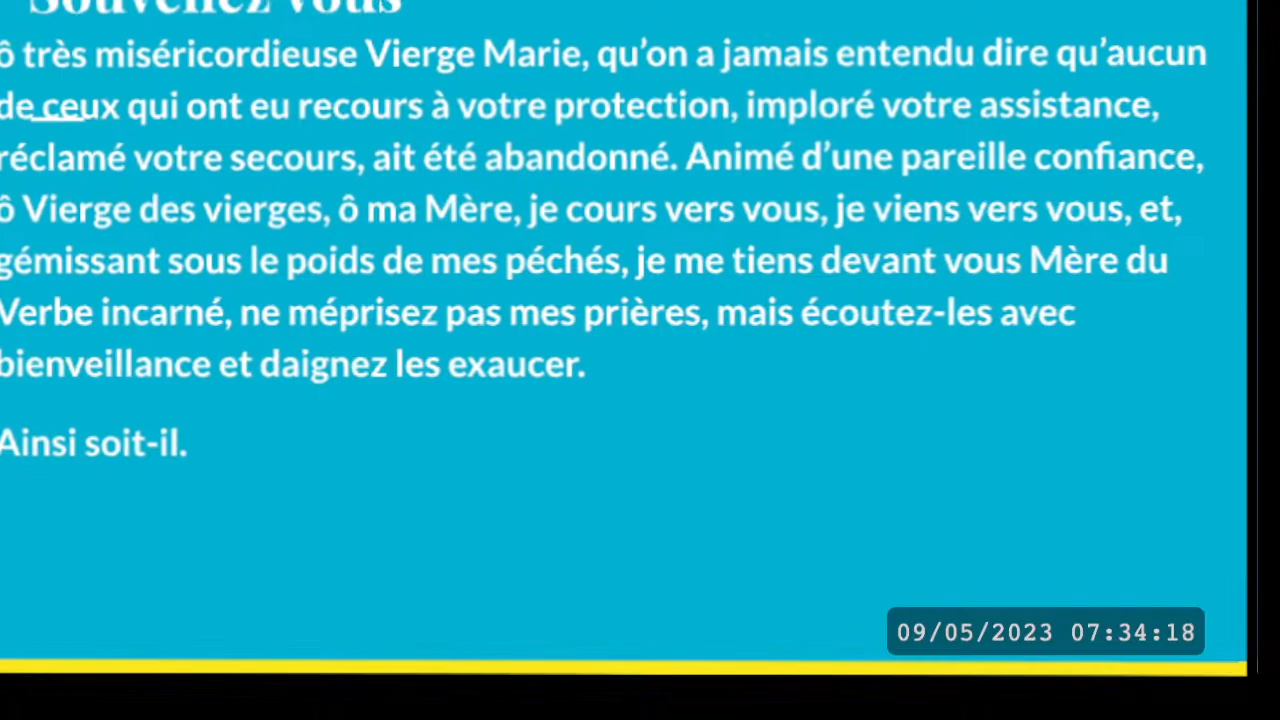 Souvenez vous
ô très miséricordieuse Vierge Marie, qu’on a jamais entendu dire qu’aucun
de ceux qui ont eu recours à votre protection, imploré votre assistance,
réclamé votre secours, ait été abandonné. Animé d’une pareille confiance,
ô Vierge des vierges, ô ma Mère, je cours vers vous, je viens vers vous, et,
gémissant sous le poids de mes péchés, je me tiens devant vous Mère du
Verbe incarné, ne méprisez pas mes prières, mais écoutez-les avec
bienveillance et daignez les exaucer.
Ainsi soit-il.
09/05/2023 07:34:18